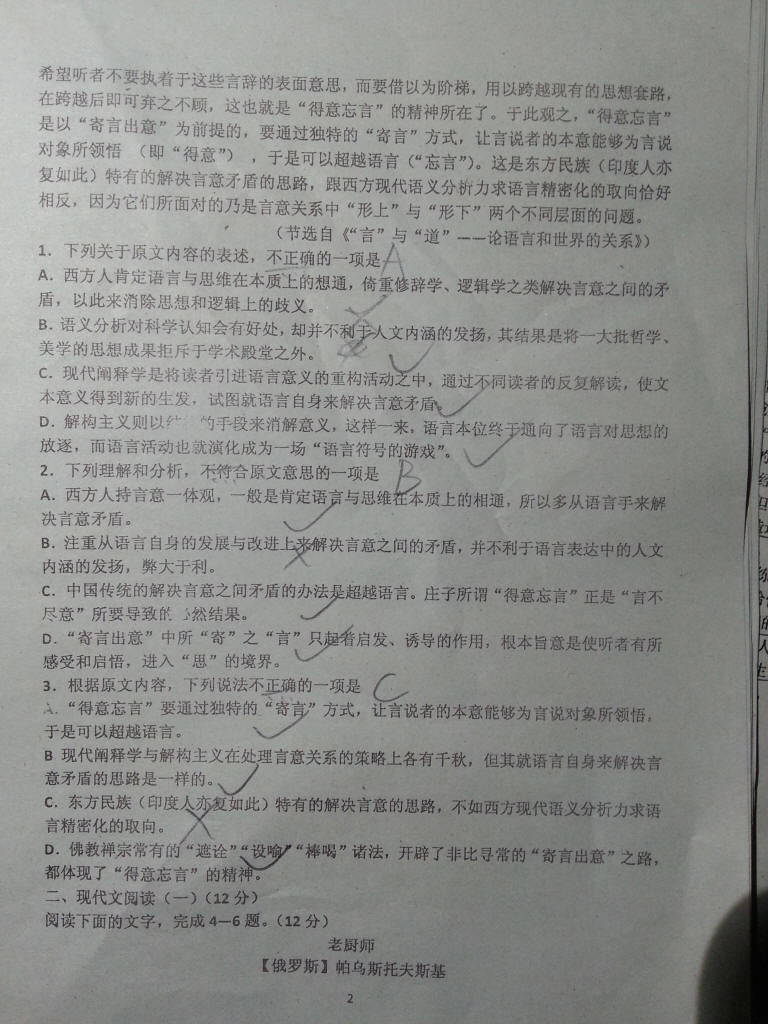 希望听者不要执着于这些言辞的表面意思，而要借以为阶梯，用以跨越现有的思想套路，
在跨越后即可弃之不顾，这也就是“得意忘言”的精神所在了。于此观之，“得意忘言”
是以“寄言出意”为前提的，要通过独特的“寄言”方式，让言说者的本意能够为言说
对象所领悟 （即“得意”） ，于是可以超越语言（“忘言”）。这是东方民族（印度人亦
复如此）特有的解决言意矛盾的思路，跟西方现代语义分析力求语言精密化的取向恰好
相反，因为它们所面对的乃是言意关系中“形上”与“形下”两个不同层面的问题。
（节选自《“言”与“道”——论语言和世界的关系》）
1．下列关于原文内容的表述，不正确的一项是 A
A．西方人肯定语言与思维在本质上的想通，倚重修辞学、逻辑学之类解决言意之间的矛
盾，以此来消除思想和逻辑上的歧义。
B．语义分析对科学认知会有好处，却并不利于人文内涵的发扬，其结果是将一大批哲学、
美学的思想成果拒斥于学术殿堂之外。
C．现代阐释学是将读者引进语言意义的重构活动之中，通过不同读者的反复解读，使文
本意义得到新的生发，试图就语言自身来解决言意矛盾。
D．解构主义则以 的手段来消解意义，这样一来，语言本位终于通向了语言对思想的
放逐，而语言活动也就演化成为一场“语言符号的游戏”。
2．下列理解和分析，不符合原文意思的一项是 B
A．西方人持言意一体观，一般是肯定语言与思维在本质上的相通，所以多从语言手来解
决言意矛盾。
B．注重从语言自身的发展与改进上来解决言意之间的矛盾，并不利于语言表达中的人文
内涵的发扬，弊大于利。
C．中国传统的解决言意之间矛盾的办法是超越语言。庄子所谓“得意忘言”正是“言不
尽意”所要导致的 然结果。
D．“寄言出意”中所“寄”之“言”只起着启发、诱导的作用，根本旨意是使听者有所
感受和启悟，进入“思”的境界。
3．根据原文内容，下列说法不正确的一项是 C
A．“得意忘言”要通过独特的“寄言”方式，让言说者的本意能够为言说对象所领悟，
于是可以超越语言。
B 现代阐释学与解构主义在处理言意关系的策略上各有千秋，但其就语言自身来解决言
意矛盾的思路是一样的。
C．东方民族（印度人亦复如此）特有的解决言意的思路，不如西方现代语义分析力求语
言精密化的取向。
D．佛教禅宗常有的“遮诠”“设喻”“棒喝”诸法，开辟了非比寻常的“寄言出意”之路，
都体现了“得意忘言”的精神。
二、现代文阅读（一）（12 分）
阅读下面的文字，完成 4—6 题。（12 分）
老厨师
【俄罗斯】帕乌斯托夫斯基
2